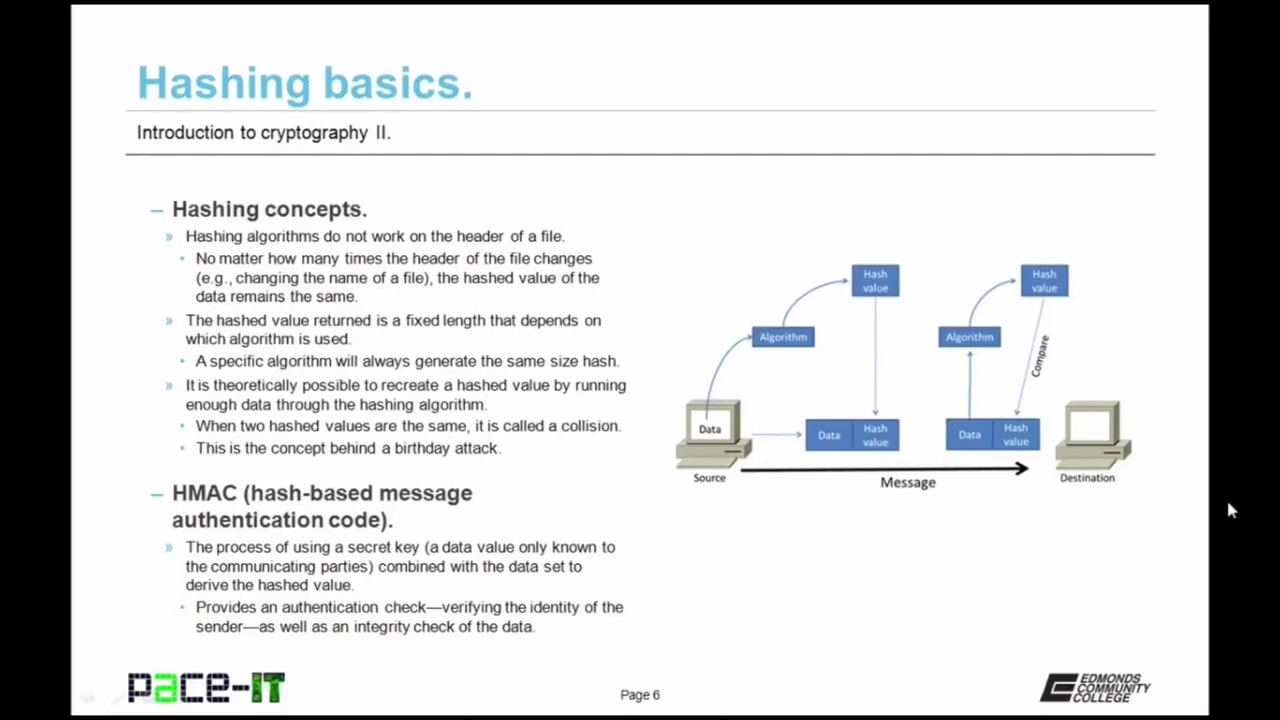 Hashing basics.
Introduction to cryptography II.
– Hashing concepts.
» Hashing algorithms do not work on the header of a file.
• No matter how many times the header of the file changes
(e.g., changing the name of a file), the hashed value of the
data remains the same.
» The hashed value returned is a fixed length that depends on
which algorithm is used.
• A specific algorithm will always generate the same size hash.
» It is theoretically possible to recreate a hashed value by running
enough data through the hashing algorithm.
• When two hashed values are the same, it is called a collision.
• This is the concept behind a birthday attack.
– HMAC (hash-based message
authentication code).
» The process of using a secret key (a data value only known to
the communicating parties) combined with the data set to
derive the hashed value.
• Provides an authentication check—verifying the identity of the
sender—as well as an integrity check of the data.
Hash
value
Hash
value
Algorithm
Algorithm
Compare
Data
Data
Hash
value
Data
Hash
value
Source
Message
Destination
pace-IT
Page 6
EDMONDS
COMMUNITY
COLLEGE